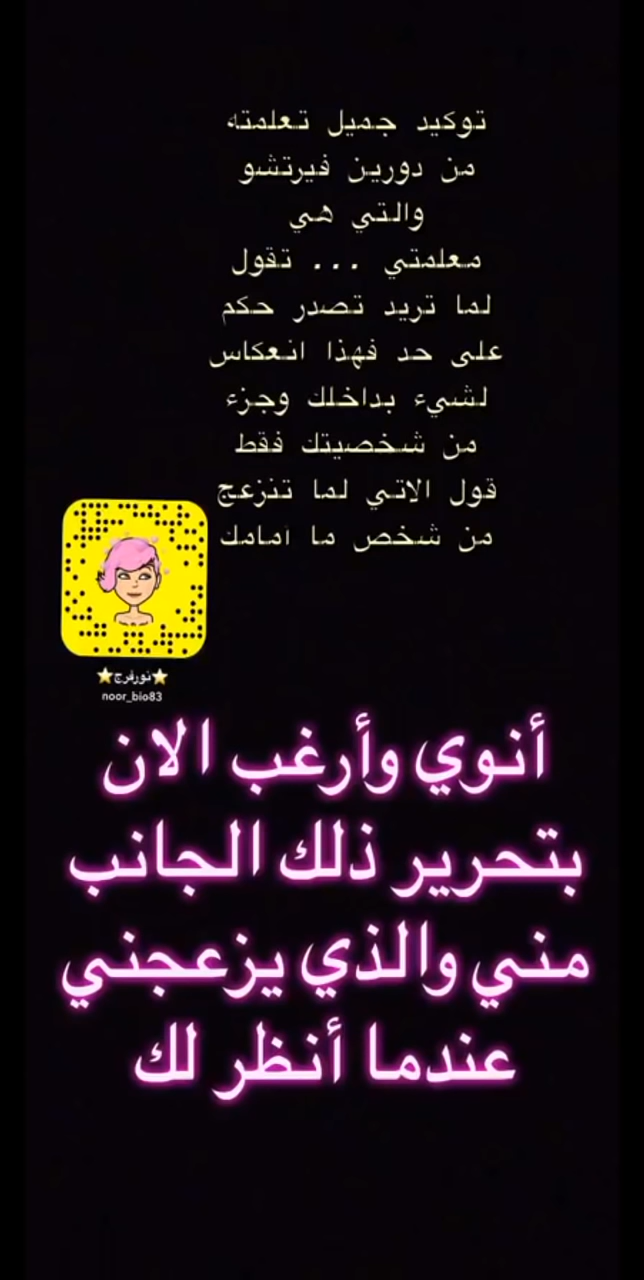 توكيد جميل تعلمته
من دورين فيرتشو
والتي هي
معلمتي ... تقول
لما تريد تصدر حكم
على حد فهذا انعكاس
لشيء بداخلك وجزء
من شخصيتك فقط
قول الاتي لما تنزعج
من شخص ما امامك
⭐نورفرج⭐
noor_bio83
أنوي وأرغب الان
بتحرير ذلك الجانب
مني والذي يزعجني
عندما أنظر لك